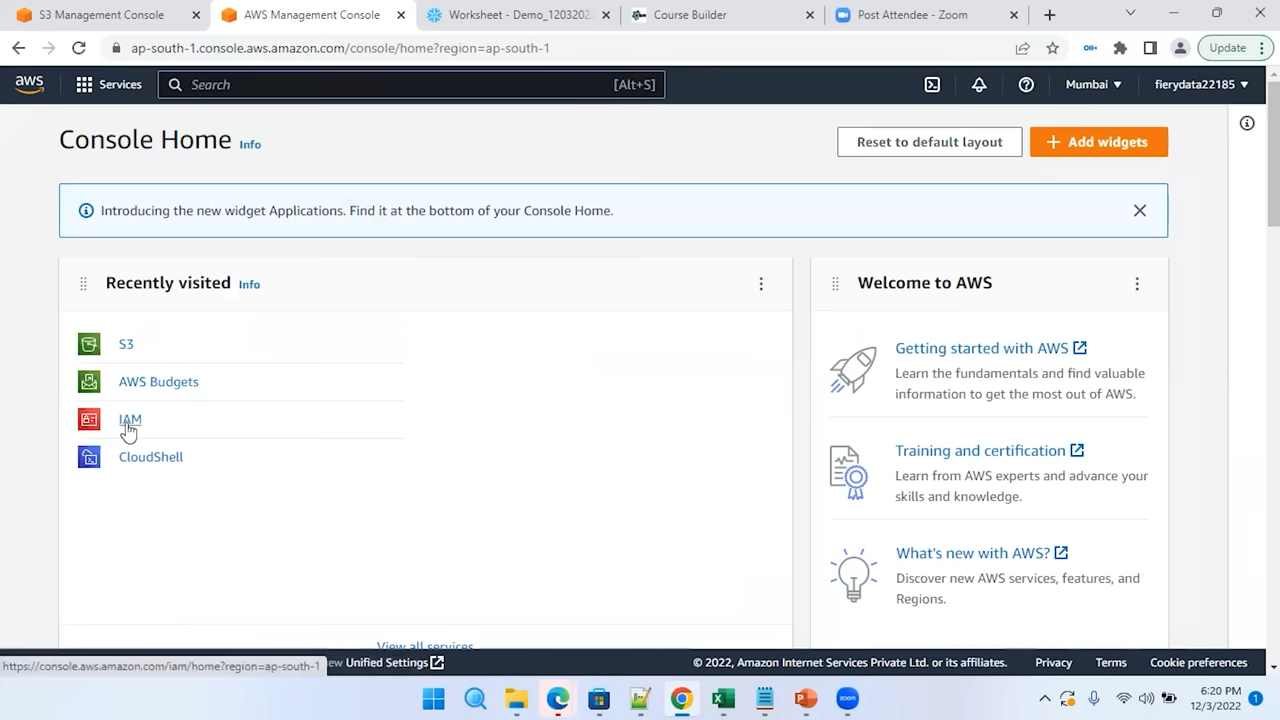 S3 Management Console
AWS Management Console
Worksheet - Demo_1203202
Course Builder
Post Attendee - Zoom
ap-south-1.console.aws.amazon.com/console/home?region=ap-south-1
Update
aws
Services
Search
[Alt+S]
Mumbai
fierydata22185
Console Home
Info
Reset to default layout
Add widgets
Introducing the new widget Applications. Find it at the bottom of your Console Home.
Recently visited
Info
S3
AWS Budgets
IAM
CloudShell
View all services
Welcome to AWS
Getting started with AWS
Learn the fundamentals and find valuable
information to get the most out of AWS.
Training and certification
Learn from AWS experts and advance your
skills and knowledge.
What's new with AWS?
Discover new AWS services, features, and
Regions.
https://console.aws.amazon.com/iam/home?region=ap-south-1
Unified Settings
© 2022, Amazon Internet Services Private Ltd. or its affiliates.
Privacy
Terms
Cookie preferences
zoom
6:20 PM
12/3/2022
1